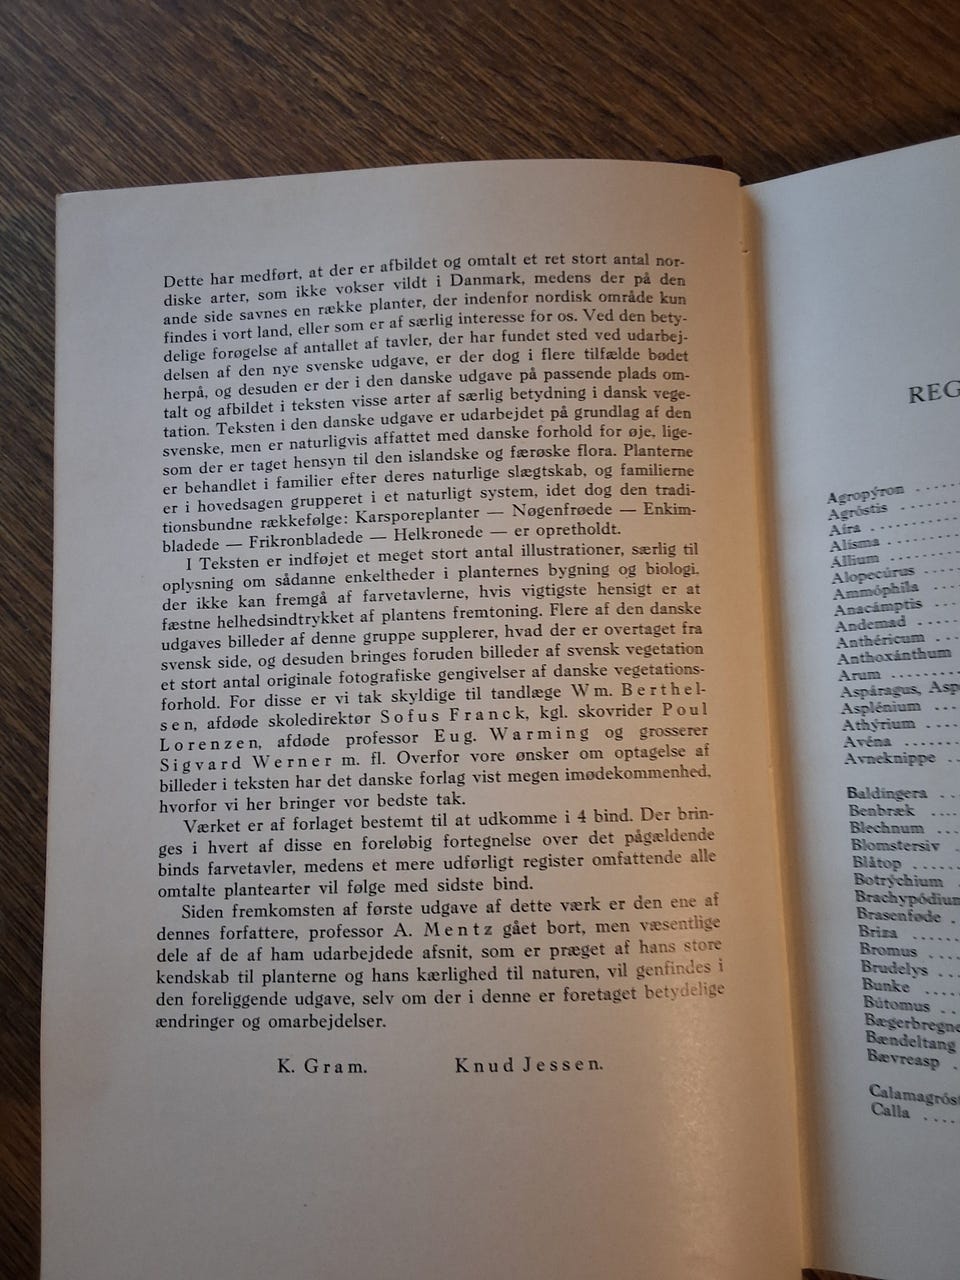 Dette har medført, at der er afbildet og omtalt et ret stort antal nor-
diske arter, som ikke vokser vildt i Danmark, medens der på den
ande side savnes en række planter, der indenfor nordisk område kun
findes i vort land, eller som er af særlig interesse for os. Ved den bety-
delige forøgelse af antallet af tavler, der har fundet sted ved udarbej-
delsen af den nye svenske udgave, er der dog i flere tilfælde bødet
herpå, og desuden er der i den danske udgave på passende plads om-
talt og afbildet i teksten visse arter af særlig betydning i dansk vege-
tation. Teksten i den danske udgave er udarbejdet på grundlag af den
svenske, men er naturligvis affattet med danske forhold for øje, lige-
som der er taget hensyn til den islandske og færøske flora. Planterne
er behandlet i familier efter deres naturlige slægtskab, og familierne
er i hovedsagen grupperet i et naturligt system, idet dog den tradi-
tionsbundne rækkefølge: Karsporeplanter — Nøgenfrøede — Enkim-
bladede — Frikronbladede — Helkronede — er opretholdt.
I Teksten er indføjet et meget stort antal illustrationer, særlig til
oplysning om sådanne enkeltheder i planternes bygning og biologi,
der ikke kan fremgå af farvetavlerne, hvis vigtigste hensigt er at
fæstne helhedsindtrykket af plantens fremtoning. Flere af den danske
udgaves billeder af denne gruppe supplerer, hvad der er overtaget fra
svensk side, og desuden bringes foruden billeder af svensk vegetation
et stort antal originale fotografiske gengivelser af danske vegetations-
forhold. For disse er vi tak skyldige til tandlæge Wm. Berthel-
sen, afdøde skoledirektør Sofus Franck, kgl. skovrider Poul
Lorenzen, afdøde professor Eug. Warming og grosserer
Sigvard Werner m. fl. Overfor vore ønsker om optagelse af
billeder i teksten har det danske forlag vist megen imødekommenhed,
hvorfor vi her bringer vor bedste tak.
Værket er af forlaget bestemt til at udkomme i 4 bind. Der brin-
ges i hvert af disse en foreløbig fortegnelse over det pågældende
binds farvetavler, medens et mere udførligt register omfattende alle
omtalte plantearter vil følge med sidste bind.
Siden fremkomsten af første udgave af dette værk er den ene af
dennes forfattere, professor A. Mentz gået bort, men væsentlige
dele af de af ham udarbejdede afsnit, som er præget af hans store
kendskab til planterne og hans kærlighed til naturen, vil genfindes i
den foreliggende udgave, selv om der i denne er foretaget betydelige
ændringer og omarbejdelser.
K. Gram. Knud Jessen.
REG
Agropýron
Agróstis
Aíra
Alísma
Állium
Alopecúrus
Ammóphila
Anacámptis
Andemad
Anthéricum
Anthoxánthum
Arum
Aspáragus, Asp
Asplénium
Athýrium
Avéna
Avneknippe
Baldingera
Benbræk
Blechnum
Blomstersiv
Blåtop
Botrýchium
Brachypódium
Brasenføde
Briza
Bromus
Brudelys
Bunke
Bútomus
Bægerbregne
Bændeltang
Bævreasp
Calamagróst
Calla